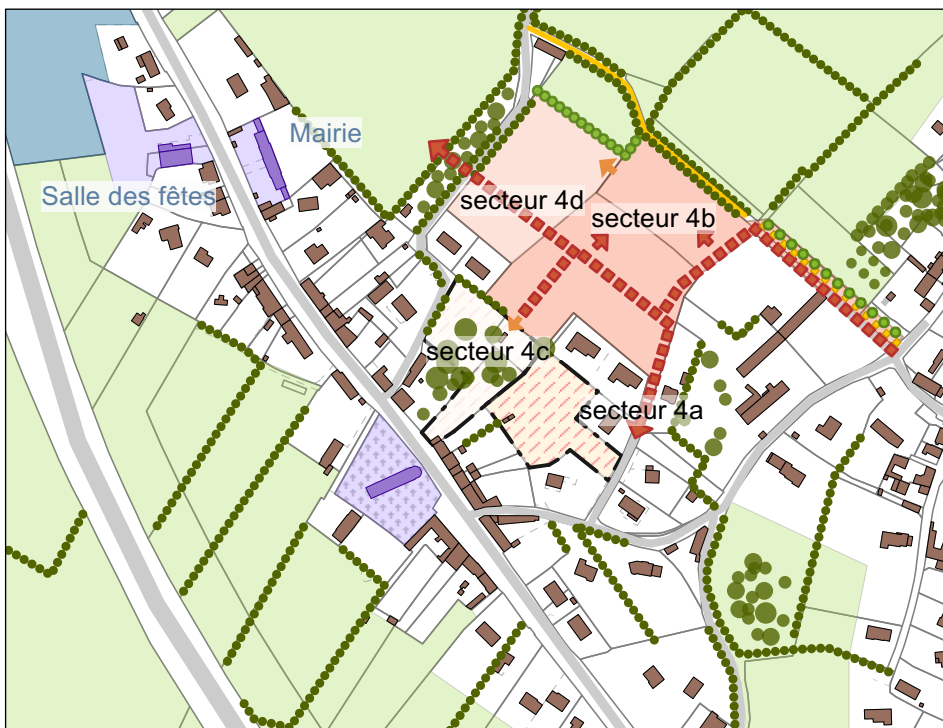 Mairie
Salle des fêtes
secteur 4d
secteur 4b
secteur 4c
secteur 4a